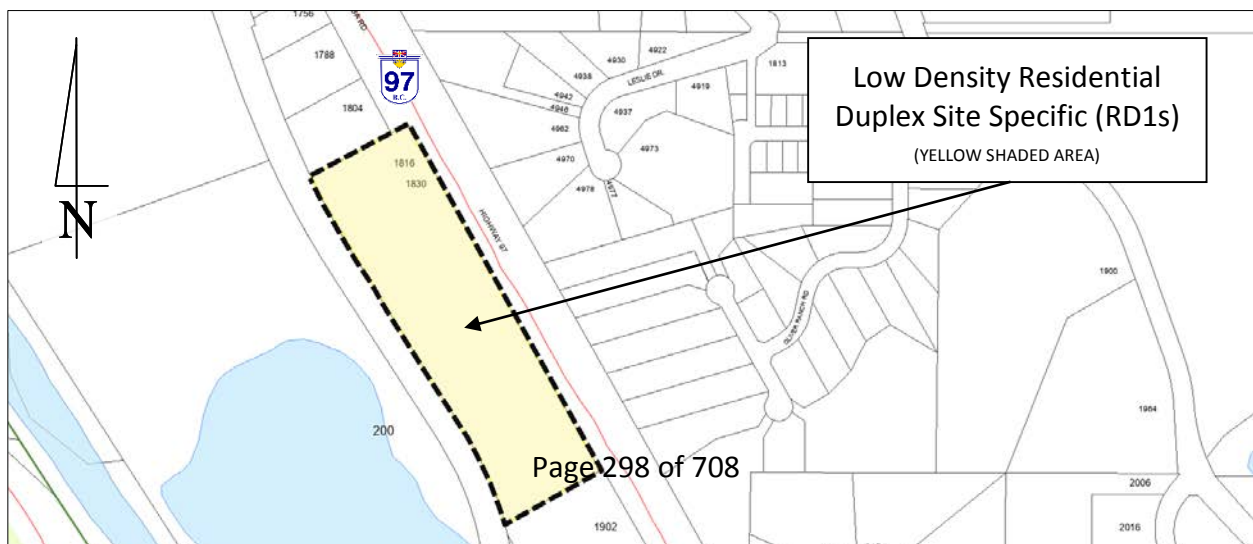 1756
1788
1804
97
B.C.
1816
1830
HIGHWAY 97
4922
4930
4938
4942
4946
4962
4970
4978
4977
4973
4937
4919
LESLIE DR.
1813
Low Density Residential
Duplex Site Specific (RD1s)
(YELLOW SHADED AREA)
N
OLIVER RANCH RD
1900
1964
200
Page 298 of 708
1902
2006
2016